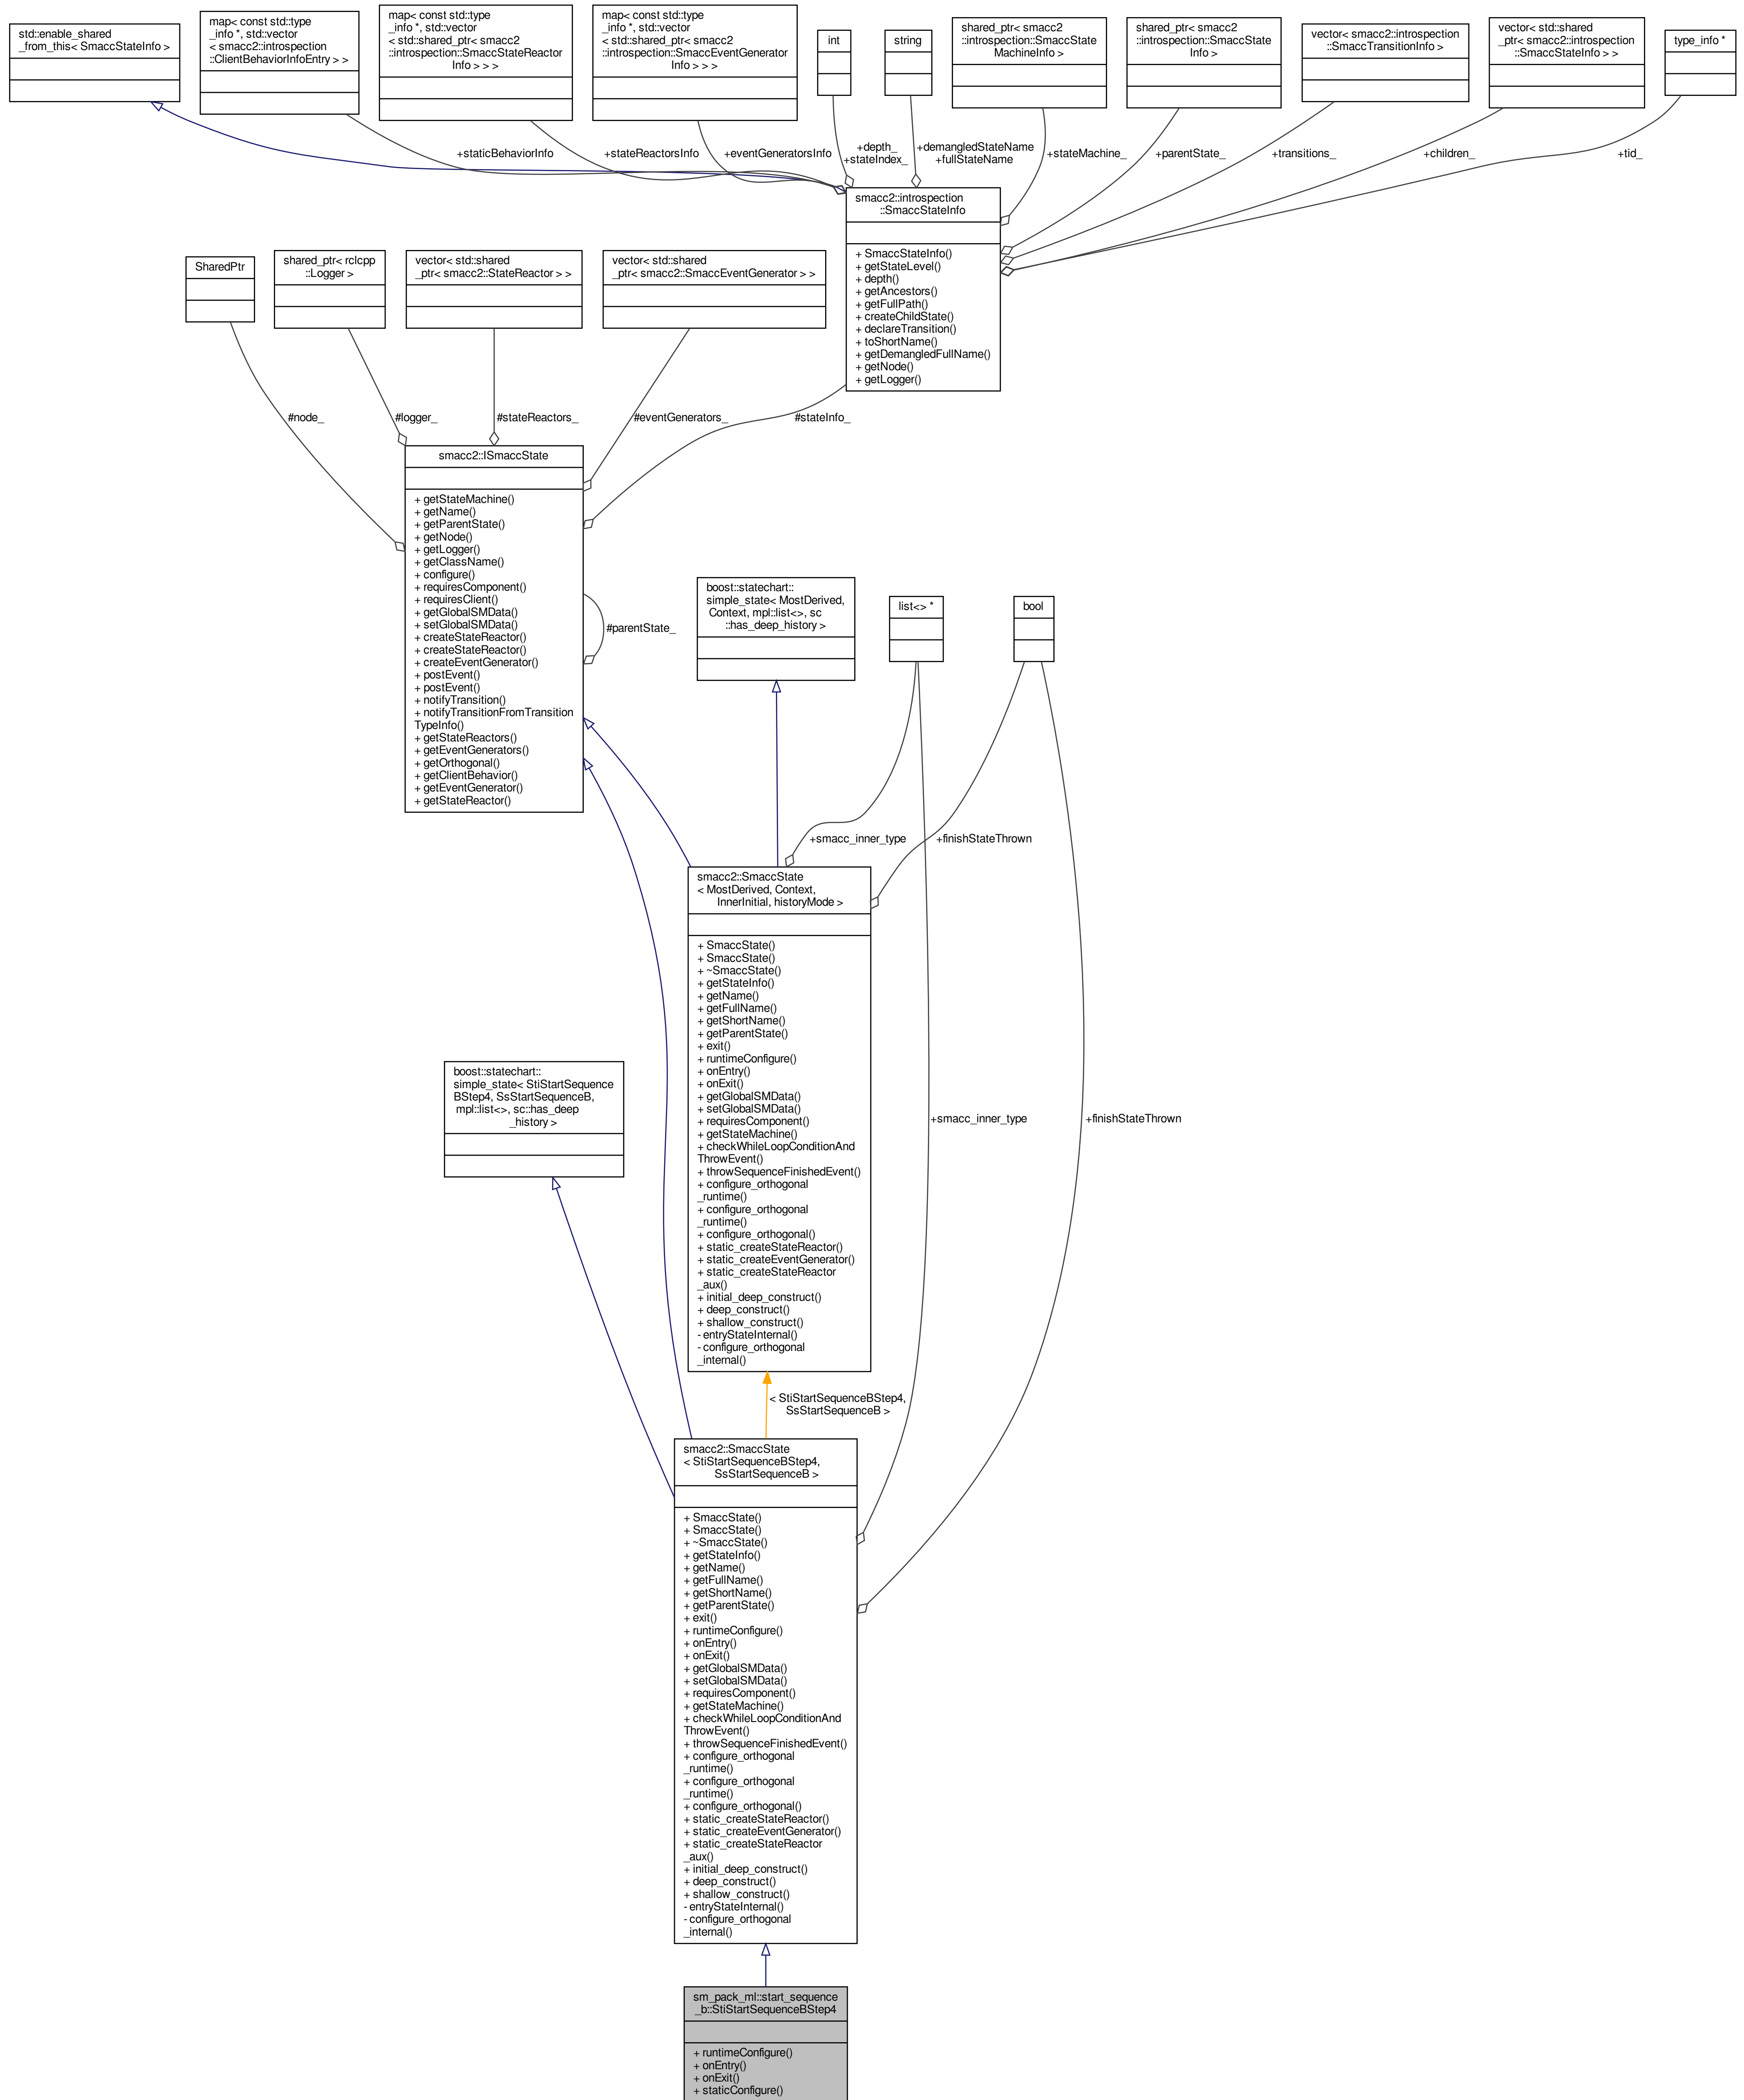 std::enable_shared
_from_this< SmaccStateInfo >
map< const std::type
_info *, std::vector
< smacc2::introspection
::ClientBehaviorInfoEntry > >
map< const std::type
_info *, std::vector
< std::shared_ptr< smacc2
::introspection::SmaccStateReactor
Info > > >
map< const std::type
_info *, std::vector
< std::shared_ptr< smacc2
::introspection::SmaccEventGenerator
Info > > >
int
string
shared_ptr< smacc2
::introspection::SmaccState
MachineInfo >
shared_ptr< smacc2
::introspection::SmaccState
Info >
vector< smacc2::introspection
::SmaccTransitionInfo >
vector< std::shared
_ptr< smacc2::introspection
::SmaccStateInfo > >
type_info *
+staticBehaviorInfo
+stateReactorsInfo
+eventGeneratorsInfo
+depth_
+stateIndex_
+demangledStateName
+fullStateName
+stateMachine_
+parentState_
+transitions_
+children_
+tid_
smacc2::introspection
::SmaccStateInfo
+ SmaccStateInfo()
+ getStateLevel()
+ depth()
+ getAncestors()
+ getFullPath()
+ createChildState()
+ declareTransition()
+ toShortName()
+ getDemangledFullName()
+ getNode()
+ getLogger()
SharedPtr
shared_ptr< rclcpp
::Logger >
vector< std::shared
_ptr< smacc2::StateReactor > >
vector< std::shared
_ptr< smacc2::SmaccEventGenerator > >
#node_
#logger_
#stateReactors_
#eventGenerators_
#stateInfo_
smacc2::ISmaccState
+ getStateMachine()
+ getName()
+ getParentState()
+ getNode()
+ getLogger()
+ getClassName()
+ configure()
+ requiresComponent()
+ requiresClient()
+ getGlobalSMData()
+ setGlobalSMData()
+ createStateReactor()
+ createStateReactor()
+ createEventGenerator()
+ postEvent()
+ postEvent()
+ notifyTransition()
+ notifyTransitionFromTransition
TypeInfo()
+ getStateReactors()
+ getEventGenerators()
+ getOrthogonal()
+ getClientBehavior()
+ getEventGenerator()
+ getStateReactor()
#parentState_
boost::statechart::
simple_state< MostDerived,
Context, mpl::list<>, sc
::has_deep_history >
list<> *
bool
+smacc_inner_type
+finishStateThrown
smacc2::SmaccState
< MostDerived, Context,
InnerInitial, historyMode >
+ SmaccState()
+ SmaccState()
+ ~SmaccState()
+ getStateInfo()
+ getName()
+ getFullName()
+ getShortName()
+ getParentState()
+ exit()
+ runtimeConfigure()
+ onEntry()
+ onExit()
+ getGlobalSMData()
+ setGlobalSMData()
+ requiresComponent()
+ getStateMachine()
+ checkWhileLoopConditionAnd
ThrowEvent()
+ throwSequenceFinishedEvent()
+ configure_orthogonal
_runtime()
+ configure_orthogonal
_runtime()
+ configure_orthogonal()
+ static_createStateReactor()
+ static_createEventGenerator()
+ static_createStateReactor
_aux()
+ initial_deep_construct()
+ deep_construct()
+ shallow_construct()
- entryStateInternal()
- configure_orthogonal
_internal()
boost::statechart::
simple_state< StiStartSequence
BStep4, SsStartSequenceB,
mpl::list<>, sc::has_deep
_history >
+smacc_inner_type
+finishStateThrown
< StiStartSequenceBStep4,
SsStartSequenceB >
smacc2::SmaccState
< StiStartSequenceBStep4,
SsStartSequenceB >
+ SmaccState()
+ SmaccState()
+ ~SmaccState()
+ getStateInfo()
+ getName()
+ getFullName()
+ getShortName()
+ getParentState()
+ exit()
+ runtimeConfigure()
+ onEntry()
+ onExit()
+ getGlobalSMData()
+ setGlobalSMData()
+ requiresComponent()
+ getStateMachine()
+ checkWhileLoopConditionAnd
ThrowEvent()
+ throwSequenceFinishedEvent()
+ configure_orthogonal
_runtime()
+ configure_orthogonal
_runtime()
+ configure_orthogonal()
+ static_createStateReactor()
+ static_createEventGenerator()
+ static_createStateReactor
_aux()
+ initial_deep_construct()
+ deep_construct()
+ shallow_construct()
- entryStateInternal()
- configure_orthogonal
_internal()
sm_pack_ml::start_sequence
_b::StiStartSequenceBStep4
+ runtimeConfigure()
+ onEntry()
+ onExit()
+ staticConfigure()